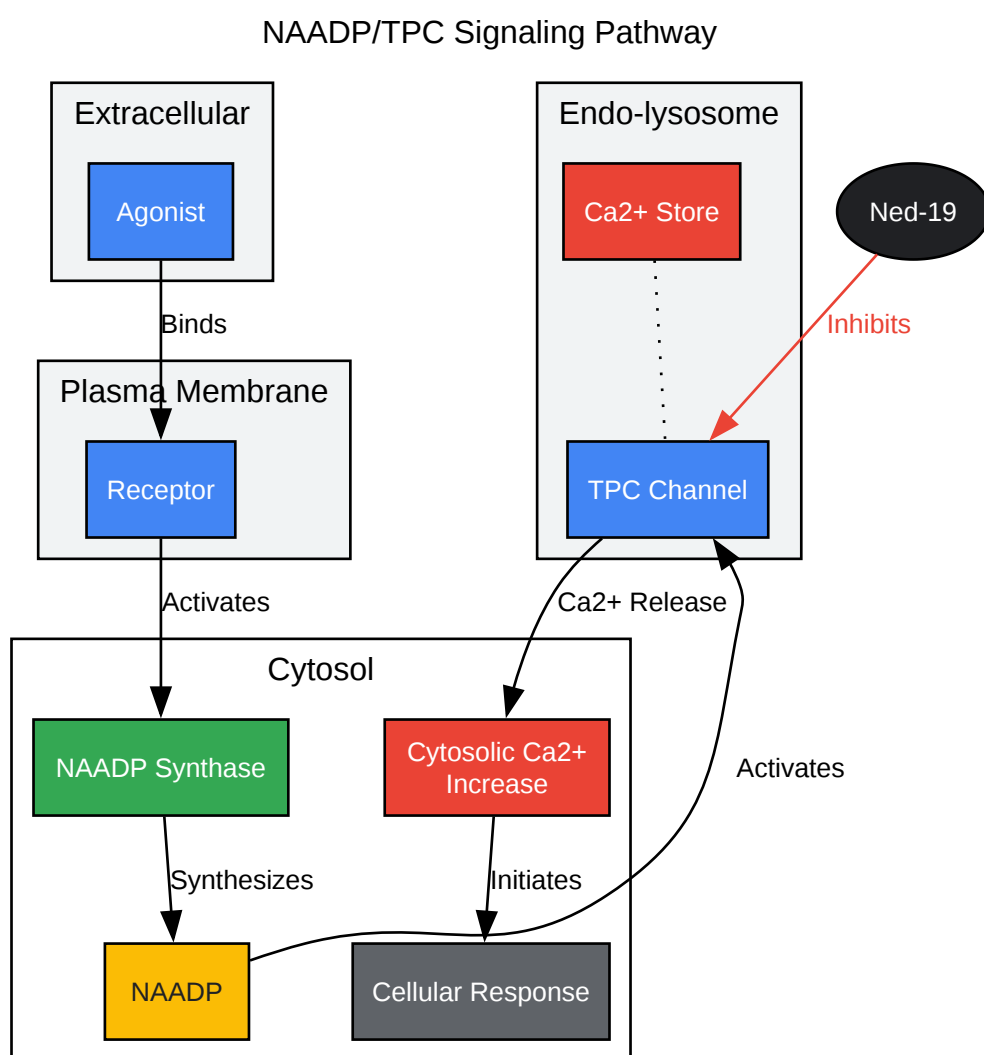 NAADP/TPC Signaling Pathway
Extracellular
Agonist
Binds
Plasma Membrane
Receptor
Activates
Endo-lysosome
Ca2+ Store
Ned-19
Inhibits
TPC Channel
Ca2+ Release
Cytosol
NAADP Synthase
Synthesizes
NAADP
Cytosolic Ca2+
Increase
Initiates
Cellular Response
Activates